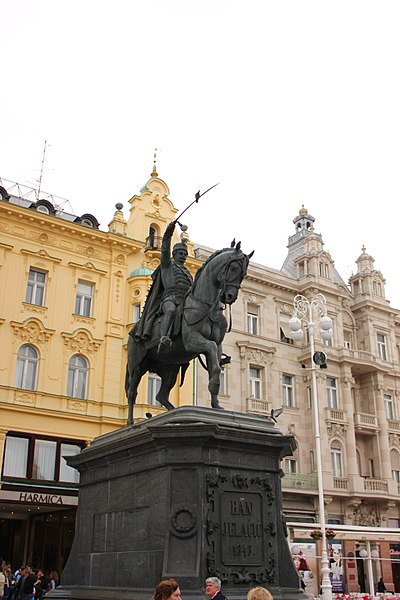 HARMICA
BAN
JELAČIĆ
1848.